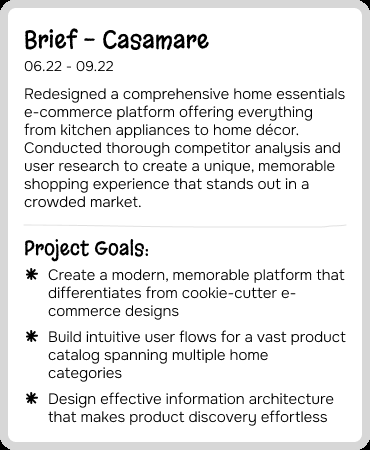 Brief - Casamare
06.22 - 09.22
Redesigned a comprehensive home essentials
e-commerce platform offering everything
from kitchen appliances to home décor.
Conducted thorough competitor analysis and
user research to create a unique, memorable
shopping experience that stands out in a
crowded market.
Project Goals:
✷ Create a modern, memorable platform that
differentiates from cookie-cutter e-
commerce designs
✷ Build intuitive user flows for a vast product
catalog spanning multiple home
categories
✷ Design effective information architecture
that makes product discovery effortless